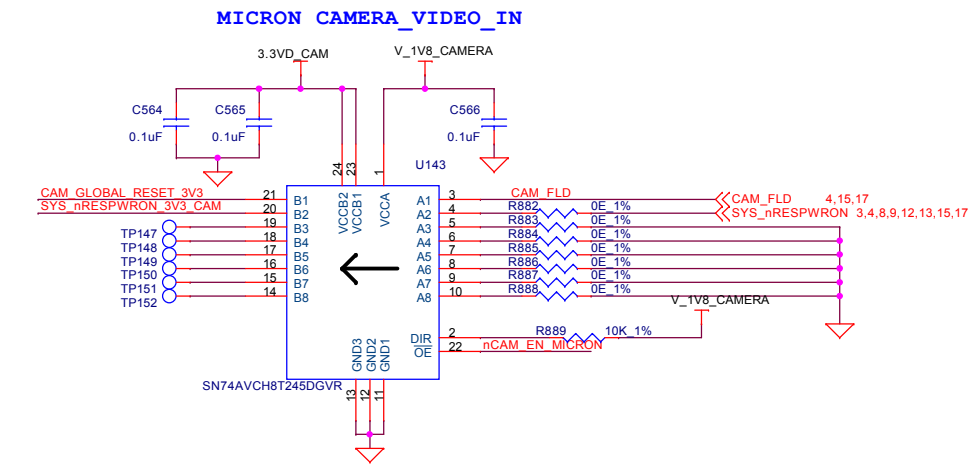 MICRON CAMERA_VIDEO_IN
3.3VD_CAM
V_1V8_CAMERA
C564
0.1uF
C565
0.1uF
C566
0.1uF
U143
24
23
1
VCCB2
VCCB1
VCCA
CAM_GLOBAL_RESET_3V3
21
B1
SYS_nRESPWRON_3V3_CAM
20
B2
19
B3
TP147
18
B4
TP148
17
B5
TP149
16
B6
TP150
15
B7
TP151
14
B8
TP152
A1
3
CAM_FLD
CAM_FLD 4,15,17
A2
4
R882
0E_1%
SYS_nRESPWRON 3,4,8,9,12,13,15,17
A3
5
R883
0E_1%
A4
6
R884
0E_1%
A5
7
R885
0E_1%
A6
8
R886
0E_1%
A7
9
R887
0E_1%
A8
10
R888
0E_1%
V_1V8_CAMERA
DIR
2
R889
10K_1%
OE
22
nCAM_EN_MICRON
GND3
GND2
GND1
SN74AVCH8T245DGVR
13
12
11